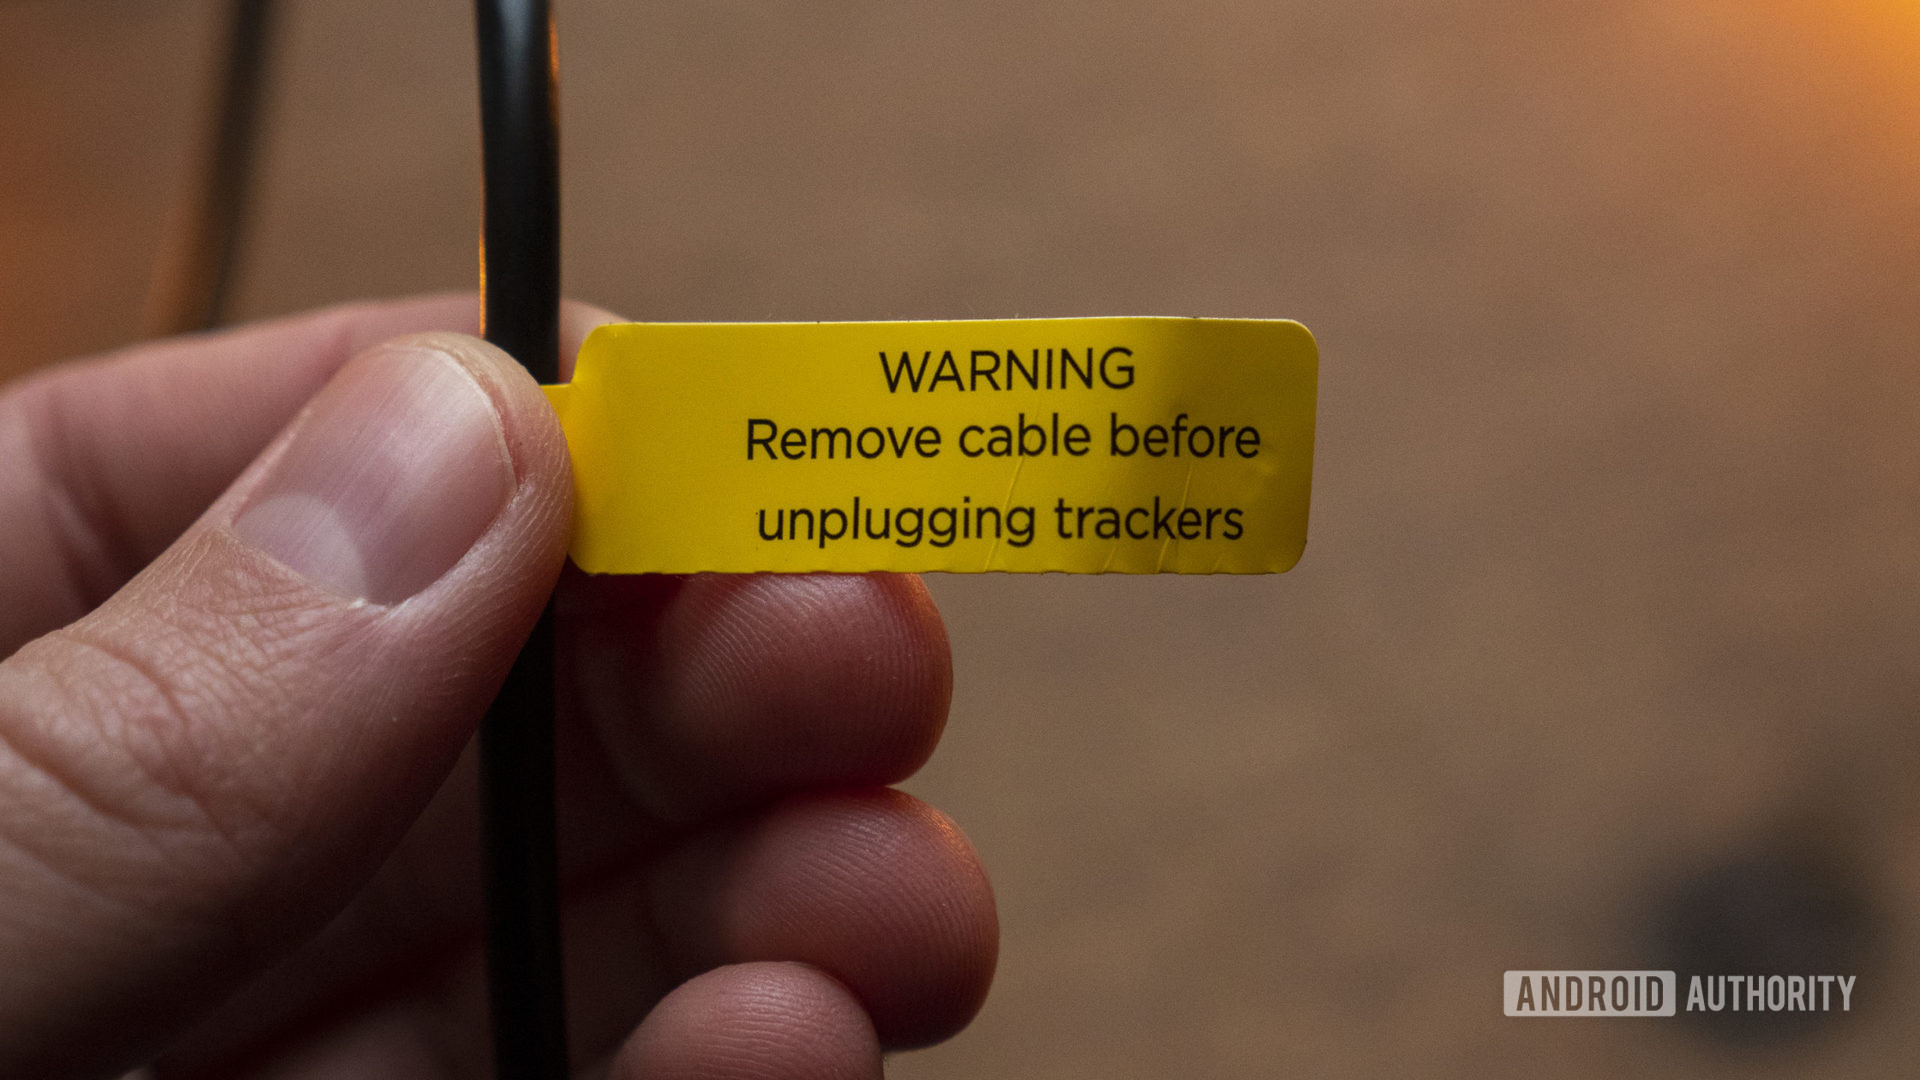 WARNING
Remove cable before
unplugging trackers
ANDROID AUTHORITY